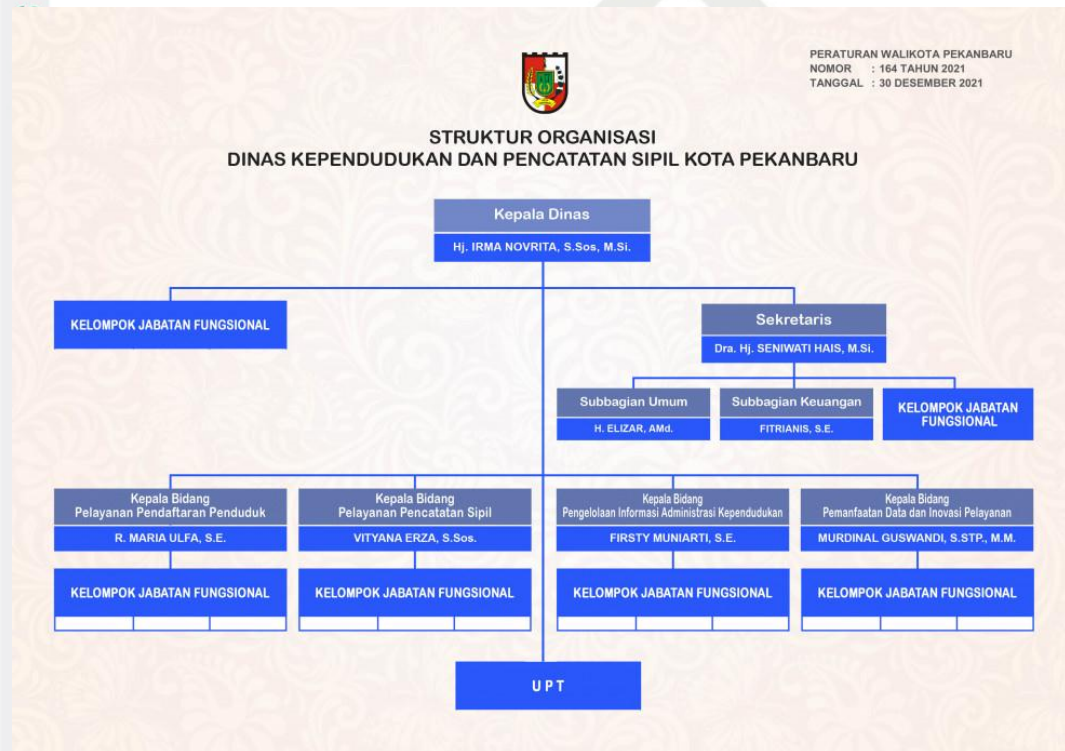 PERATURAN WALIKOTA PEKANBARU
NOMOR : 164 TAHUN 2021
TANGGAL : 30 DESEMBER 2021
STRUKTUR ORGANISASI
DINAS KEPENDUDUKAN DAN PENCATATAN SIPIL KOTA PEKANBARU
Kepala Dinas
Hj. IRMA NOVRITA, S.Sos, M.Si.
KELOMPOK JABATAN FUNGSIONAL
Sekretaris
Dra. Hj. SENIWATI HAIS, M.Si.
Subbagian Umum
H. ELIZAR, AMd.
Subbagian Keuangan
FITRIANIS, S.E.
KELOMPOK JABATAN
FUNGSIONAL
Kepala Bidang
Pelayanan Pendaftaran Penduduk
R. MARIA ULFA, S.E.
KELOMPOK JABATAN FUNGSIONAL
Kepala Bidang
Pelayanan Pencatatan Sipil
VITYANA ERZA, S.Sos.
KELOMPOK JABATAN FUNGSIONAL
Kepala Bidang
Pengelolaan Informasi Administrasi Kependudukan
FIRSTY MUNIARTI, S.E.
KELOMPOK JABATAN FUNGSIONAL
Kepala Bidang
Pemanfaatan Data dan Inovasi Pelayanan
MURDINAL GUSWANDI, S.STP., M.M.
KELOMPOK JABATAN FUNGSIONAL
UPT